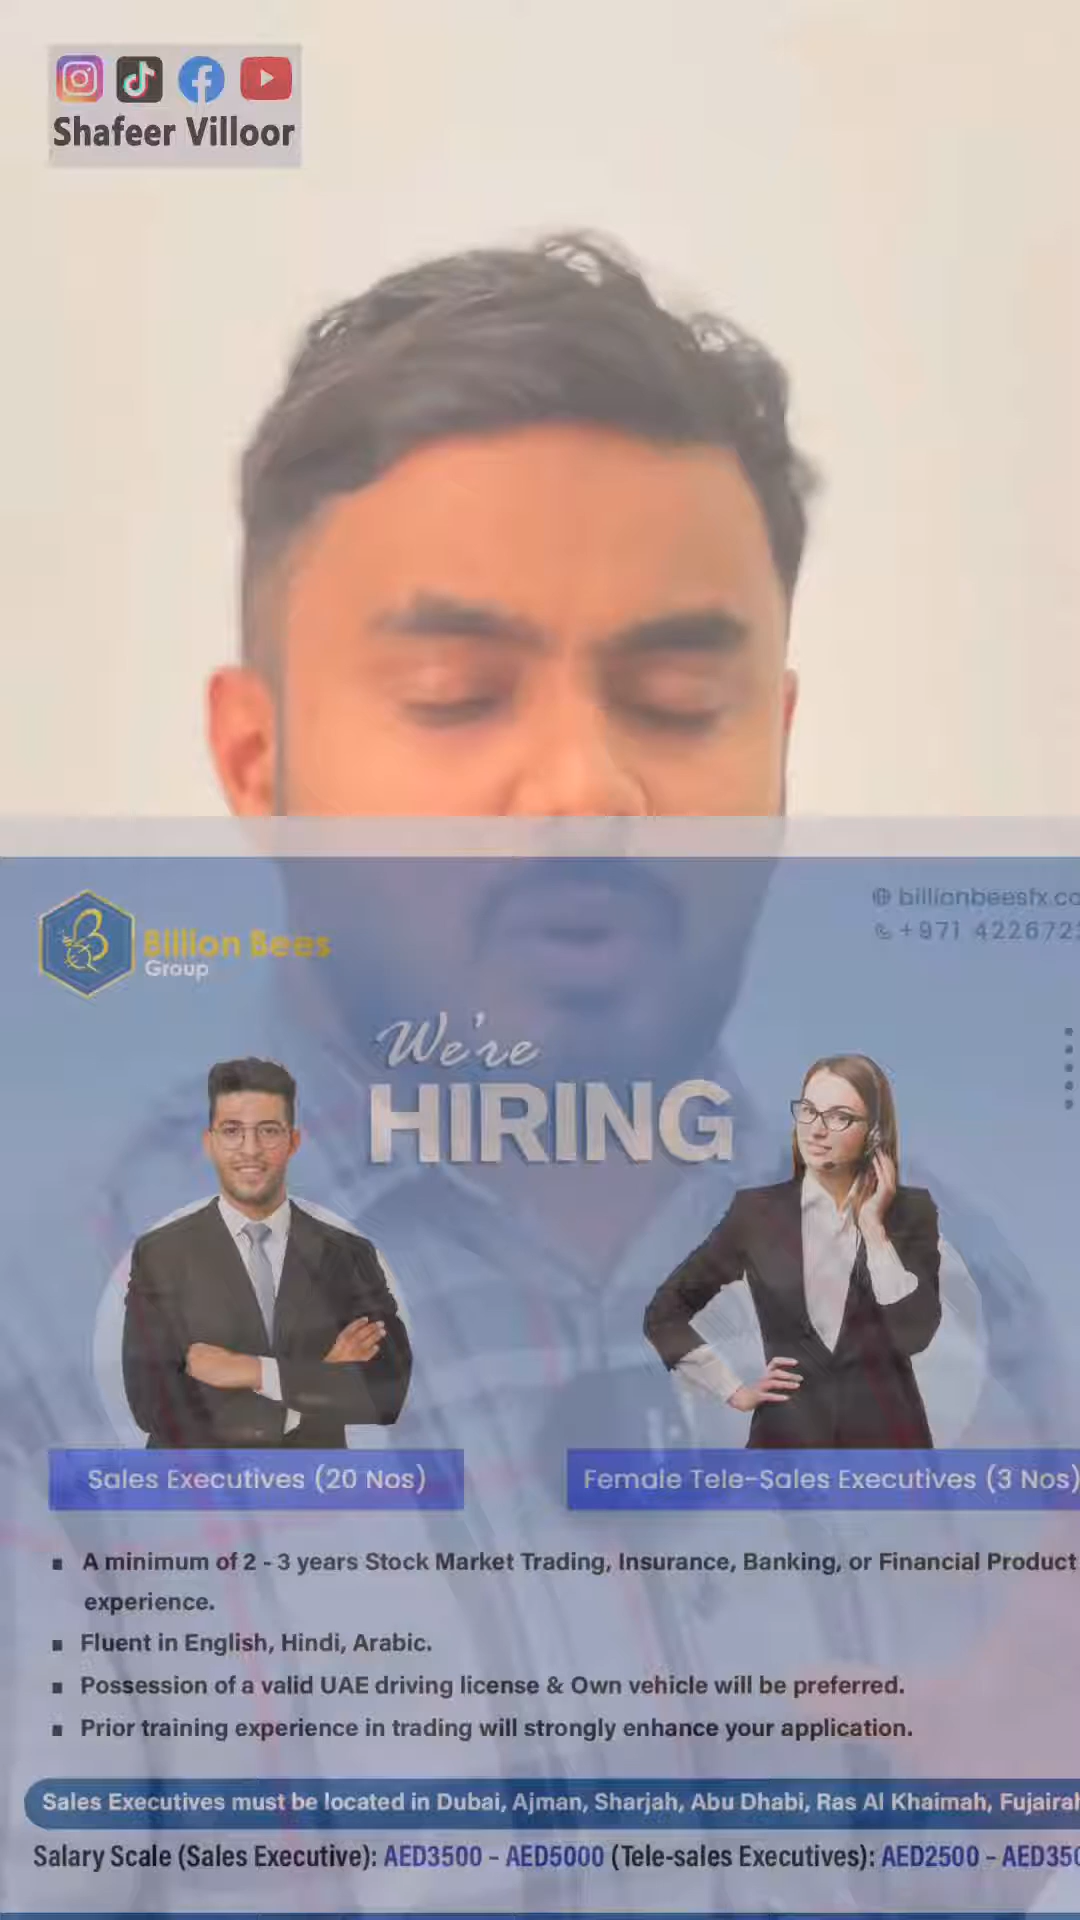 Shafeer Villoor
Billion Bees
Group
We're
HIRING
Sales Executives (20 Nos)
Female Tele-Sales Executives (3 Nos)
▪ A minimum of 2 - 3 years Stock Market Trading, Insurance, Banking, or Financial Product
experience.
▪ Fluent in English, Hindi, Arabic.
▪ Possession of a valid UAE driving license & Own vehicle will be preferred.
▪ Prior training experience in trading will strongly enhance your application.
Sales Executives must be located in Dubai, Ajman, Sharjah, Abu Dhabi, Ras Al Khaimah, Fujairah
Salary Scale (Sales Executive): AED3500 - AED5000 (Tele-sales Executives): AED2500 -